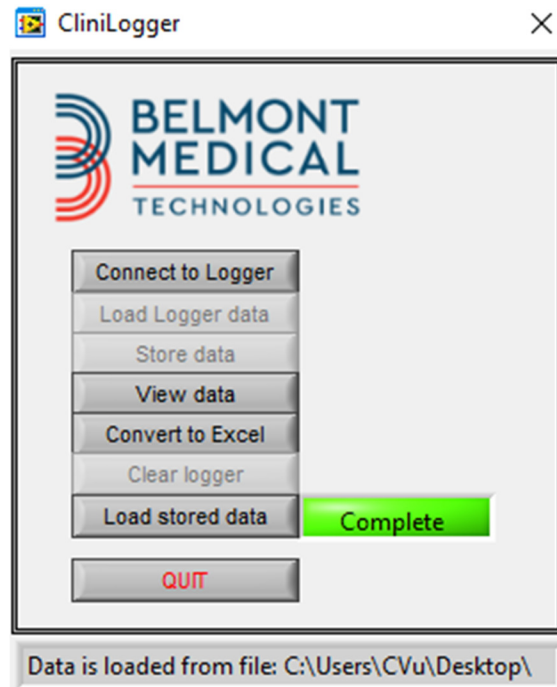 CliniLogger
BELMONT
MEDICAL
TECHNOLOGIES
Connect to Logger
Load Logger data
Store data
View data
Convert to Excel
Clear logger
Load stored data
Complete
QUIT
Data is loaded from file: C:\Users\CVu\Desktop\